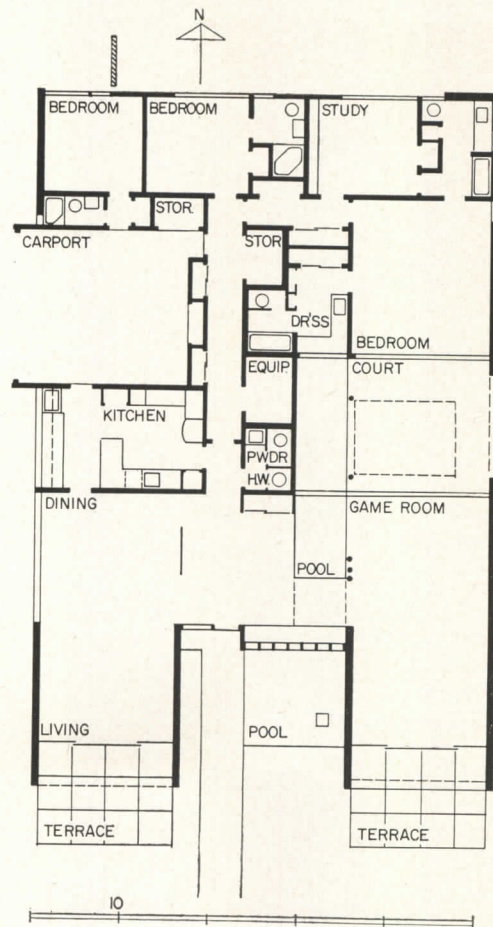 N
BEDROOM
BEDROOM
STUDY
STOR.
CARPORT
STOR
DR'SS
BEDROOM
EQUIP.
COURT
KITCHEN
PWDR
H.W.
DINING
GAME ROOM
POOL
LIVING
POOL
TERRACE
TERRACE
10